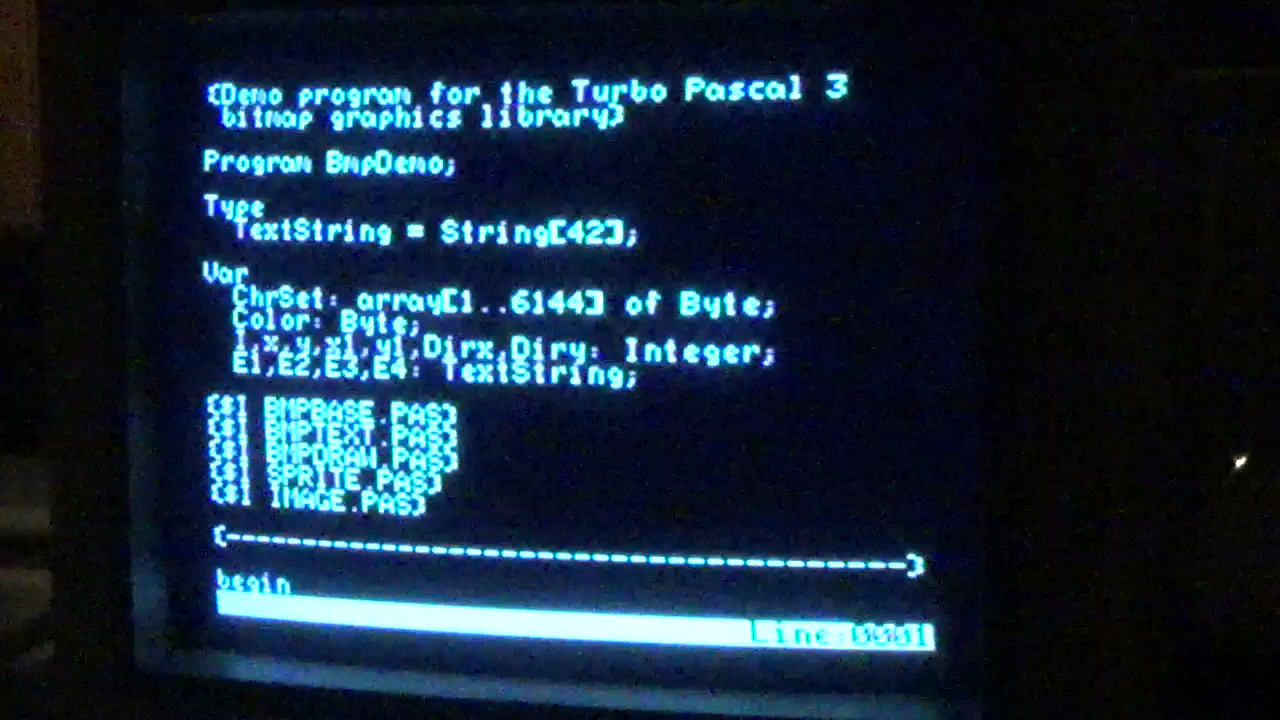 {Demo program for the Turbo Pascal 3
bitmap graphics library}
Program BmpDemo;
Type
TextString = String[42];
Var
ChrSet: array[1..6144] of Byte;
Color: Byte;
I,x,y,x1,y1,Dirx,Diry: Integer;
E1,E2,E3,E4: TextString;
{$I BMPBASE.PAS}
{$I BMPTEXT.PAS}
{$I BMPDRAW.PAS}
{$I SPRITE.PAS}
{$I IMAGE.PAS}
{----------------------------------------------}
begin
Line:0001